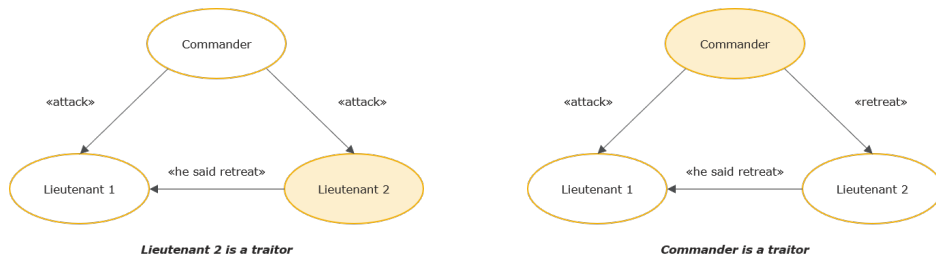 Commander
«attack»
«attack»
Lieutenant 1
«he said retreat»
Lieutenant 2
Lieutenant 2 is a traitor
Commander
«attack»
«retreat»
Lieutenant 1
«he said retreat»
Lieutenant 2
Commander is a traitor